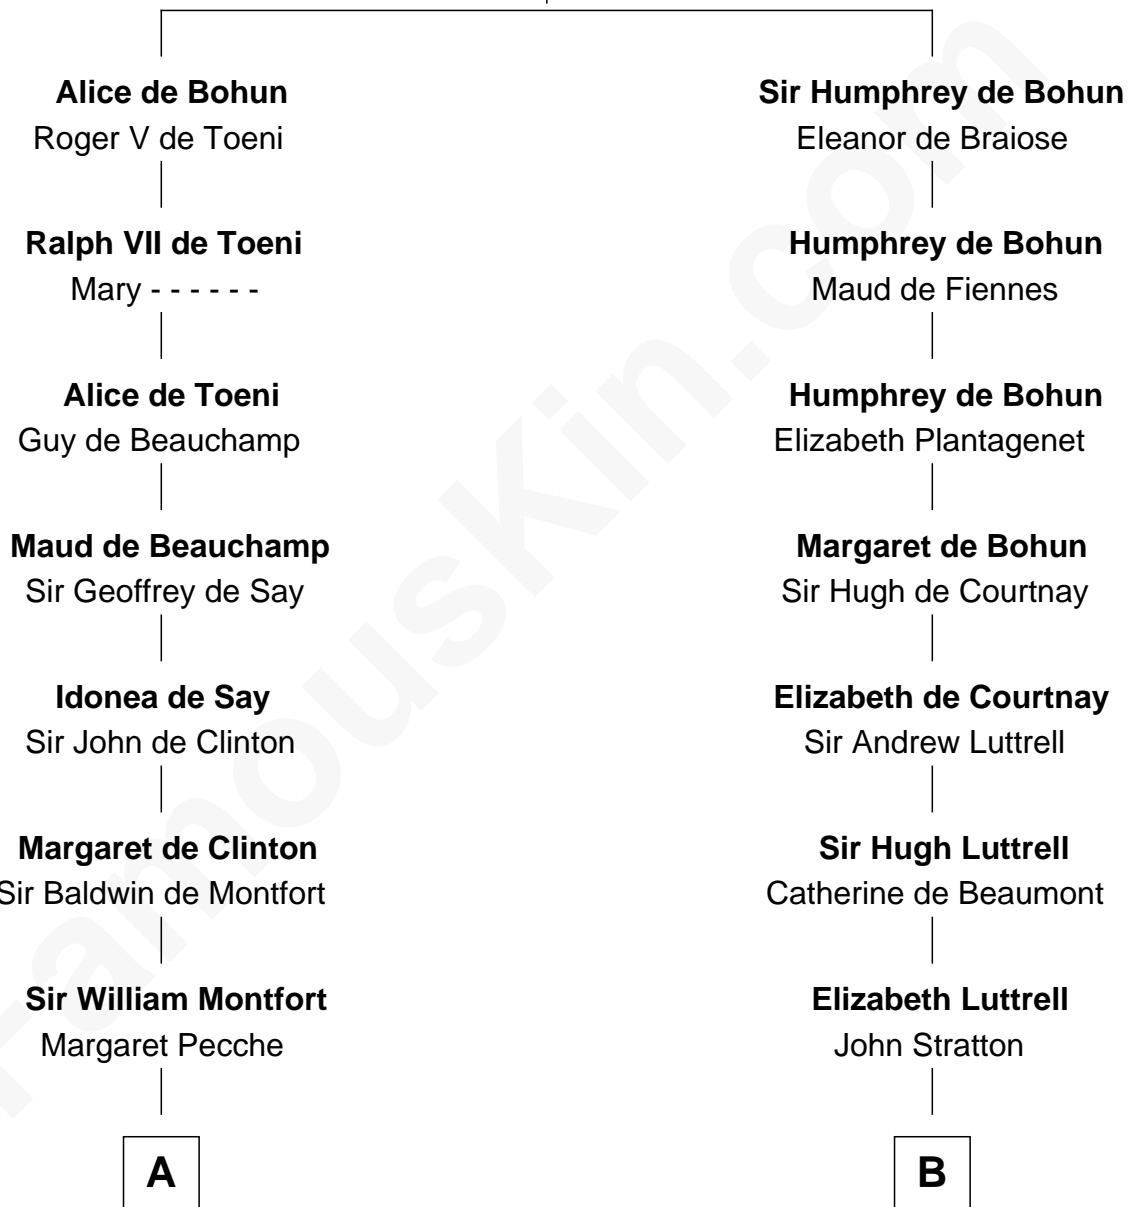 Alice de Bohun
Roger V de Toeni
Ralph VII de Toeni
Mary - - - - - -
Alice de Toeni
Guy de Beauchamp
Maud de Beauchamp
Sir Geoffrey de Say
Idonea de Say
Sir John de Clinton
Margaret de Clinton
Sir Baldwin de Montfort
Sir William Montfort
Margaret Pecche
A
Sir Humphrey de Bohun
Eleanor de Braiose
Humphrey de Bohun
Maud de Fiennes
Humphrey de Bohun
Elizabeth Plantagenet
Margaret de Bohun
Sir Hugh de Courtnay
Elizabeth de Courtnay
Sir Andrew Luttrell
Sir Hugh Luttrell
Catherine de Beaumont
Elizabeth Luttrell
John Stratton
B
FamousKin.com